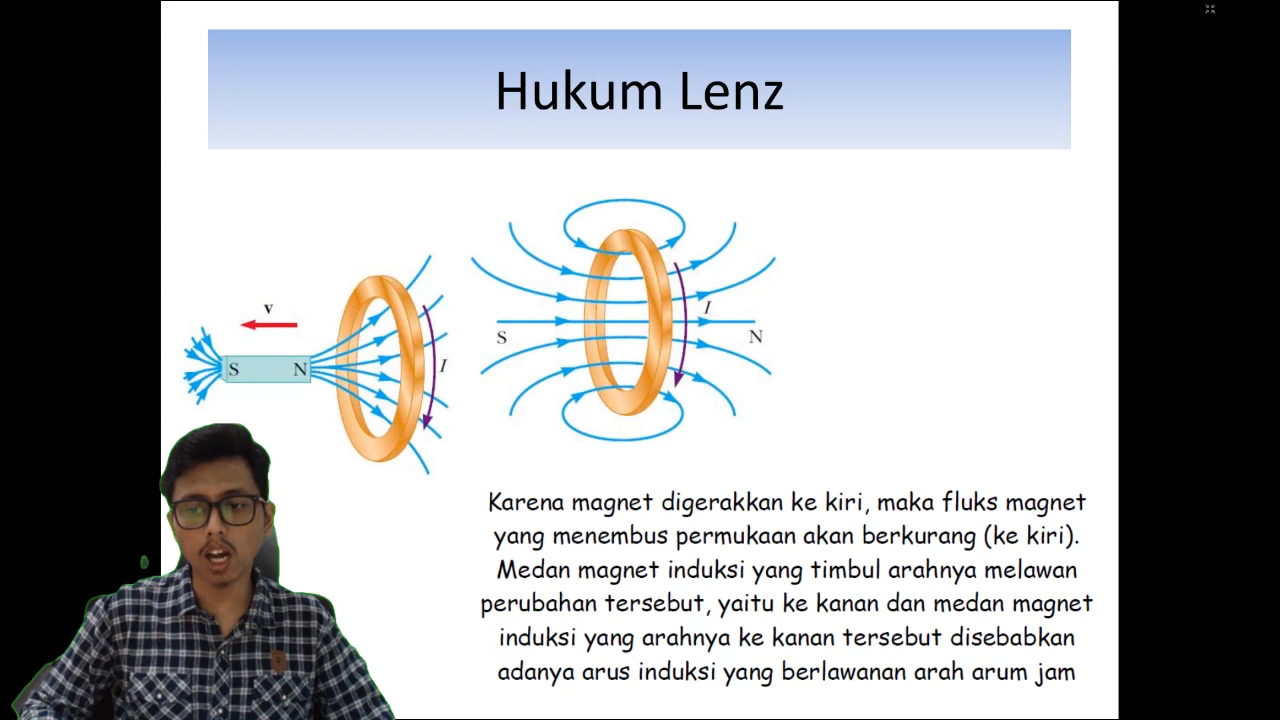 Hukum Lenz
v
S
N
I
S
I
N
Karena magnet digerakkan ke kiri, maka fluks magnet
yang menembus permukaan akan berkurang (ke kiri).
Medan magnet induksi yang timbul arahnya melawan
perubahan tersebut, yaitu ke kanan dan medan magnet
induksi yang arahnya ke kanan tersebut disebabkan
adanya arus induksi yang berlawanan arah arum jam